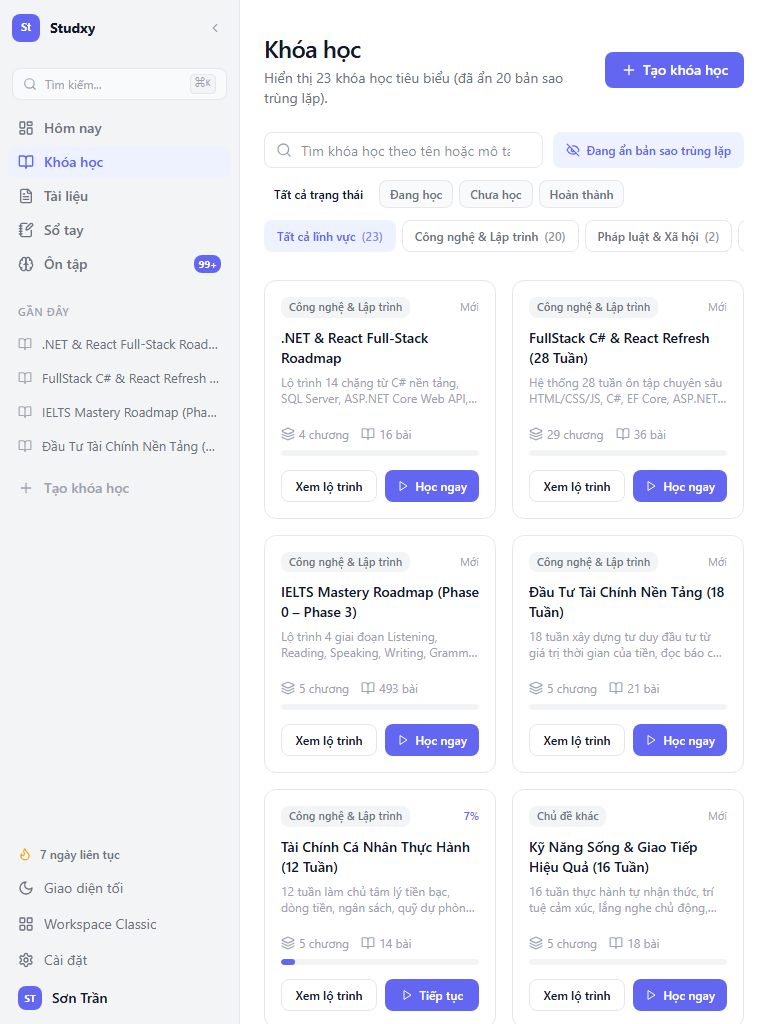 St Studxy
Tìm kiếm... ⌘K
Hôm nay
Khóa học
Tài liệu
Sổ tay
Ôn tập 99+
GẦN ĐÂY
.NET & React Full-Stack Road...
FullStack C# & React Refresh ...
IELTS Mastery Roadmap (Pha...
Đầu Tư Tài Chính Nền Tảng (...
Tạo khóa học
7 ngày liên tục
Giao diện tối
Workspace Classic
Cài đặt
ST Sơn Trần
Khóa học
Hiển thị 23 khóa học tiêu biểu (đã ẩn 20 bản sao
trùng lặp).
Tạo khóa học
Tìm khóa học theo tên hoặc mô tả
Đang ẩn bản sao trùng lặp
Tất cả trạng thái Đang học Chưa học Hoàn thành
Tất cả lĩnh vực (23) Công nghệ & Lập trình (20) Pháp luật & Xã hội (2)
Công nghệ & Lập trình Mới
.NET & React Full-Stack
Roadmap
Lộ trình 14 chặng từ C# nền tảng,
SQL Server, ASP.NET Core Web API,...
4 chương 16 bài
Xem lộ trình Học ngay
Công nghệ & Lập trình Mới
FullStack C# & React Refresh
(28 Tuần)
Hệ thống 28 tuần ôn tập chuyên sâu
HTML/CSS/JS, C#, EF Core, ASP.NET...
29 chương 36 bài
Xem lộ trình Học ngay
Công nghệ & Lập trình Mới
IELTS Mastery Roadmap (Phase
0 – Phase 3)
Lộ trình 4 giai đoạn Listening,
Reading, Speaking, Writing, Gramm...
5 chương 493 bài
Xem lộ trình Học ngay
Công nghệ & Lập trình Mới
Đầu Tư Tài Chính Nền Tảng (18
Tuần)
18 tuần xây dựng tư duy đầu tư từ
giá trị thời gian của tiền, đọc báo c...
5 chương 21 bài
Xem lộ trình Học ngay
Công nghệ & Lập trình 7%
Tài Chính Cá Nhân Thực Hành
(12 Tuần)
12 tuần làm chủ tâm lý tiền bạc,
dòng tiền, ngân sách, quỹ dự phòn...
5 chương 14 bài
Xem lộ trình Tiếp tục
Chủ đề khác Mới
Kỹ Năng Sống & Giao Tiếp
Hiệu Quả (16 Tuần)
16 tuần thực hành tự nhận thức, trí
tuệ cảm xúc, lắng nghe chủ động,...
5 chương 18 bài
Xem lộ trình Học ngay